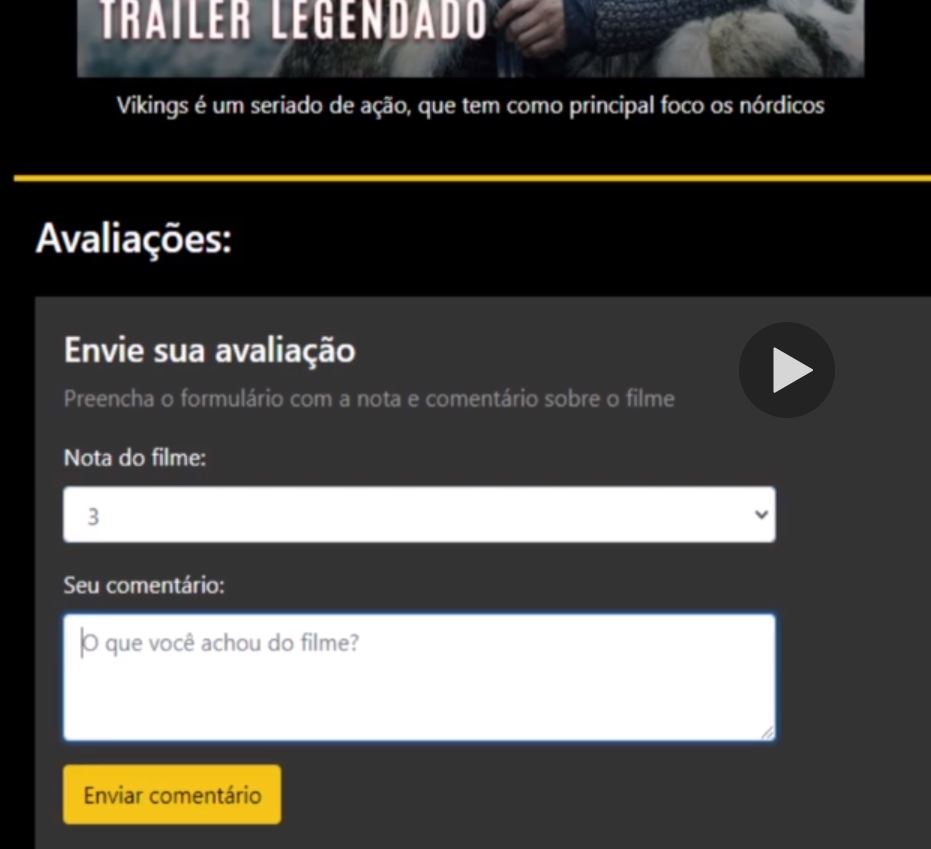 TRAILER LEGENDADO
Vikings é um seriado de ação, que tem como principal foco os nórdicos
Avaliações:
Envie sua avaliação
Preencha o formulário com a nota e comentário sobre o filme
Nota do filme:
3
Seu comentário:
O que você achou do filme?
Enviar comentário